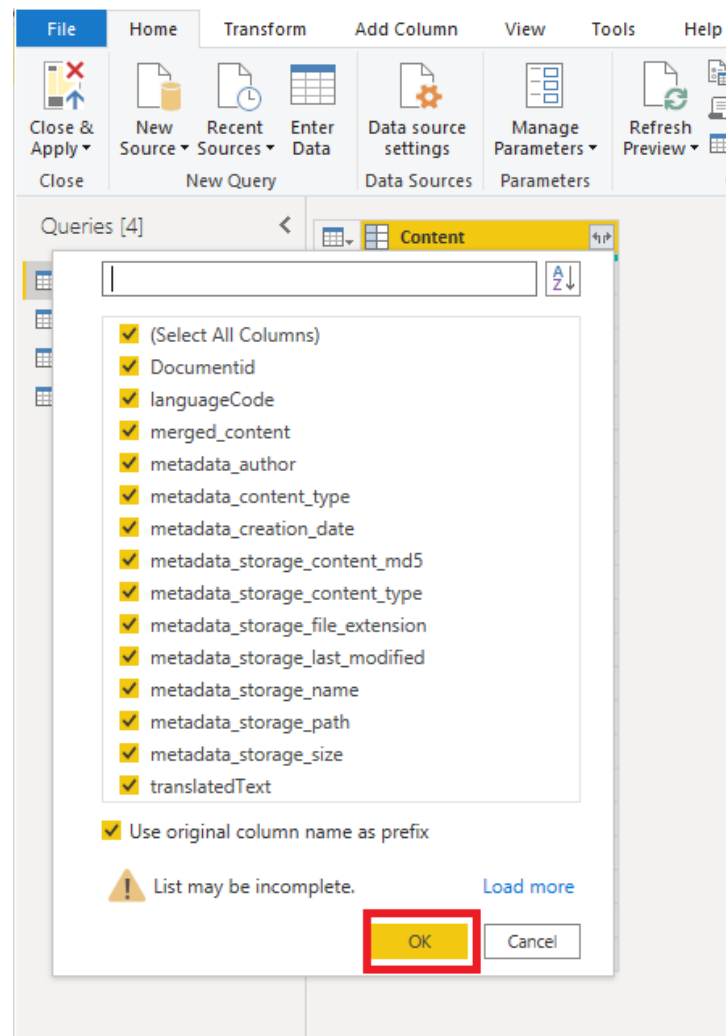 File Home Transform Add Column View Tools Help
Close & Apply New Source Recent Sources Enter Data Data source settings Manage Parameters Refresh Preview
Close New Query Data Sources Parameters
Queries [4]
Content
(Select All Columns)
Documentid
languageCode
merged_content
metadata_author
metadata_content_type
metadata_creation_date
metadata_storage_content_md5
metadata_storage_content_type
metadata_storage_file_extension
metadata_storage_last_modified
metadata_storage_name
metadata_storage_path
metadata_storage_size
translatedText
Use original column name as prefix
List may be incomplete. Load more
OK Cancel